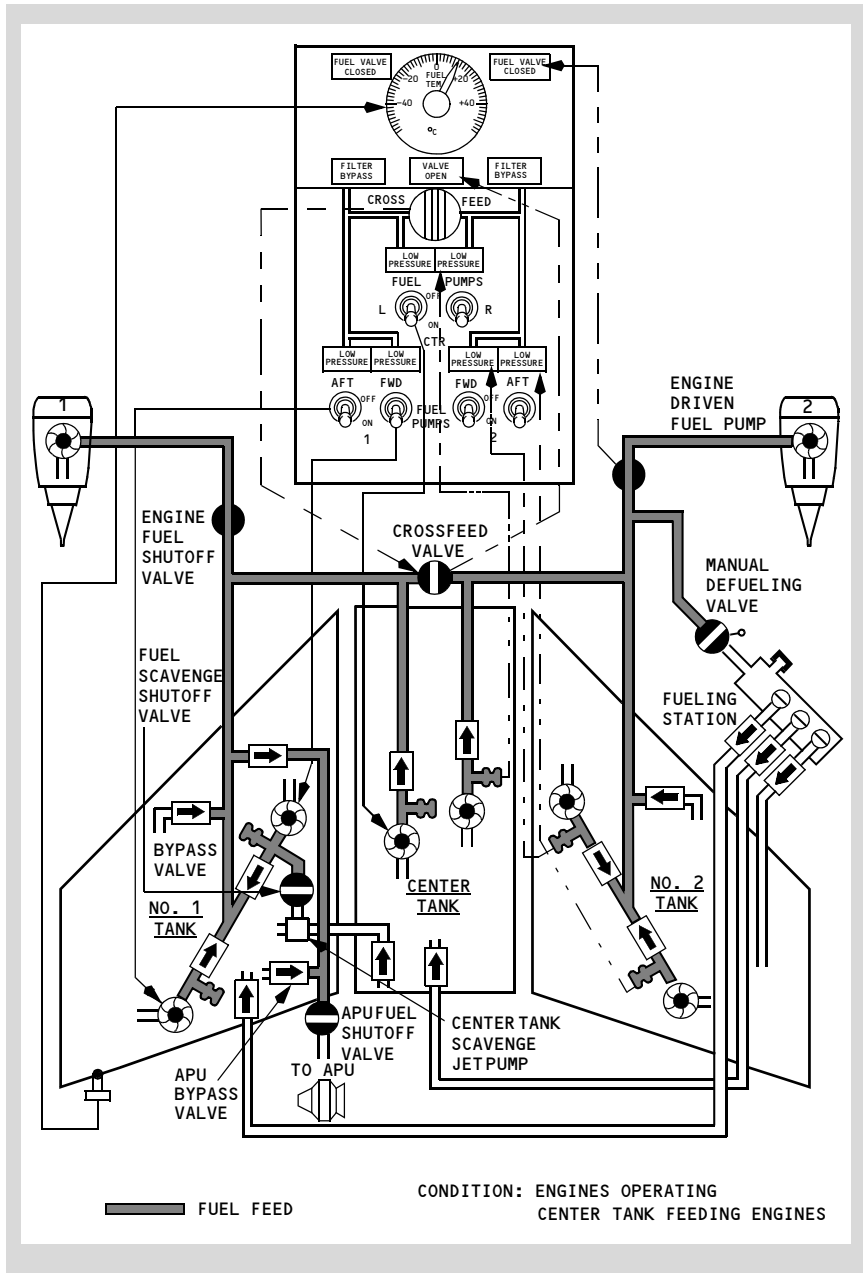 FUEL VALVE
CLOSED
FUEL VALVE
CLOSED
0
FUEL
TEM
-20
+20
-40
+40
°C
FILTER
BYPASS
VALVE
OPEN
FILTER
BYPASS
CROSS
FEED
LOW
PRESSURE
LOW
PRESSURE
FUEL
PUMPS
OFF
L
R
ON
CTR
LOW
PRESSURE
LOW
PRESSURE
LOW
PRESSURE
LOW
PRESSURE
AFT
FWD
FWD
AFT
OFF
OFF
FUEL
PUMPS
ON
ON
1
2
1
2
ENGINE
DRIVEN
FUEL PUMP
ENGINE
FUEL
SHUTOFF
VALVE
CROSSFEED
VALVE
MANUAL
DEFUELING
VALVE
FUEL
SCAVENGE
SHUTOFF
VALVE
FUELING
STATION
BYPASS
VALVE
NO. 1
TANK
CENTER
TANK
NO. 2
TANK
APU FUEL
SHUTOFF
VALVE
CENTER TANK
SCAVENGE
JET PUMP
TO APU
APU
BYPASS
VALVE
FUEL FEED
CONDITION: ENGINES OPERATING
CENTER TANK FEEDING ENGINES